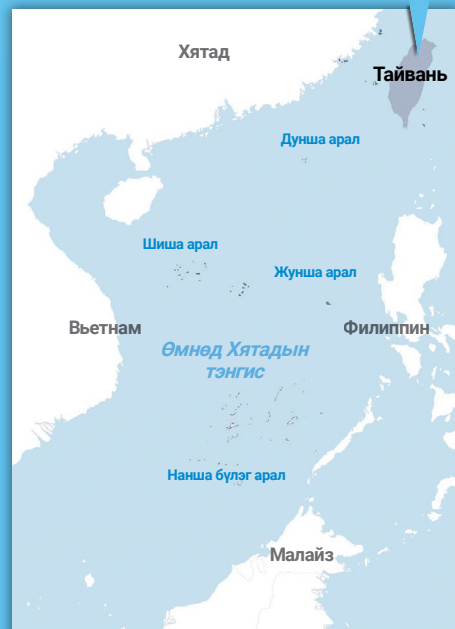 Хятад
Тайвань
Дунша арал
Шиша арал
Жунша арал
Вьетнам
Филиппин
Өмнөд Хятадын
тэнгис
Нанша бүлэг арал
Малайз